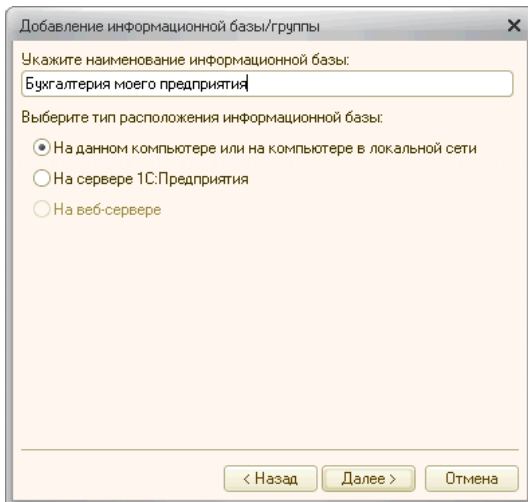 Добавление информационной базы/группы
Укажите наименование информационной базы:
Бухгалтерия моего предприятия
Выберите тип расположения информационной базы:
На данном компьютере или на компьютере в локальной сети
На сервере 1С:Предприятия
На веб-сервере
< Назад Далее > Отмена